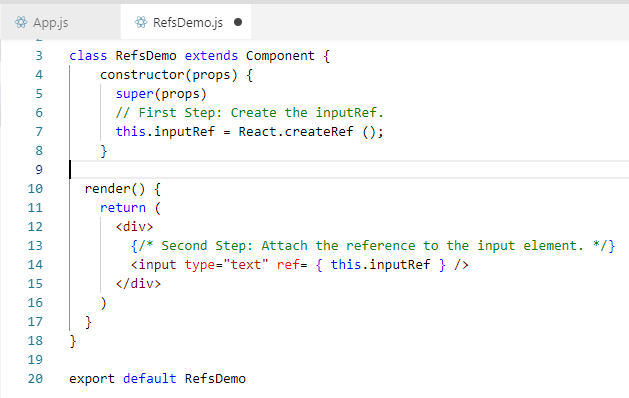 App.js
RefsDemo.js
3 class RefsDemo extends Component {
4 constructor(props) {
5 super(props)
6 // First Step: Create the inputRef.
7 this.inputRef = React.createRef ();
8 }
9
10 render() {
11 return (
12 <div>
13 {/* Second Step: Attach the reference to the input element. */}
14 <input type="text" ref= { this.inputRef } />
15 </div>
16 )
17 }
18 }
19
20 export default RefsDemo